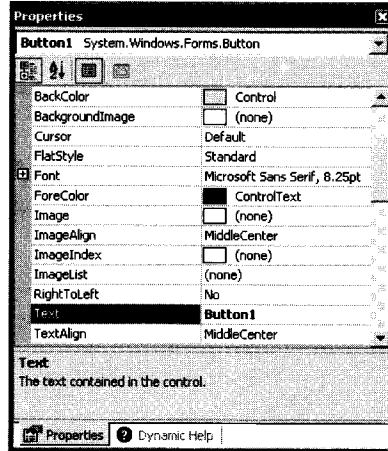 Properties
Button1 System.Windows.Forms.Button
BackColor Control
BackgroundImage (none)
Cursor Default
FlatStyle Standard
Font Microsoft Sans Serif, 8.25pt
ForeColor ControlText
Image (none)
ImageAlign MiddleCenter
ImageIndex (none)
ImageList (none)
RightToLeft No
Text Button1
TextAlign MiddleCenter
Text
The text contained in the control.
Properties Dynamic Help